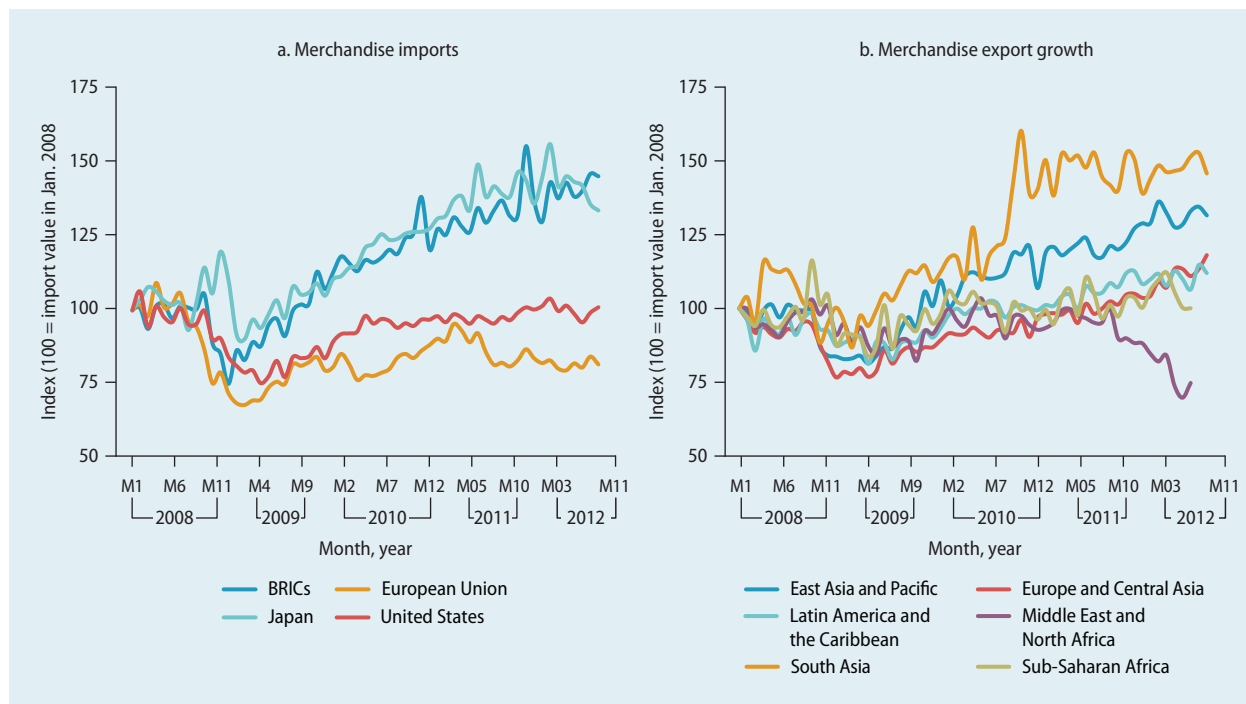 a. Merchandise imports
Index (100 = import value in Jan. 2008
175
150
125
100
75
50
M1 M6 M11 M4 M9 M2 M7 M12 M05 M10 M03 M11
2008 2009 2010 2011 2012
Month, year
BRICs European Union
Japan United States
b. Merchandise export growth
Index (100 = import value in Jan. 2008
175
150
125
100
75
50
M1 M6 M11 M4 M9 M2 M7 M12 M05 M10 M03 M11
2008 2009 2010 2011 2012
Month, year
East Asia and Pacific Europe and Central Asia
Latin America and Middle East and
the Caribbean North Africa
South Asia Sub-Saharan Africa